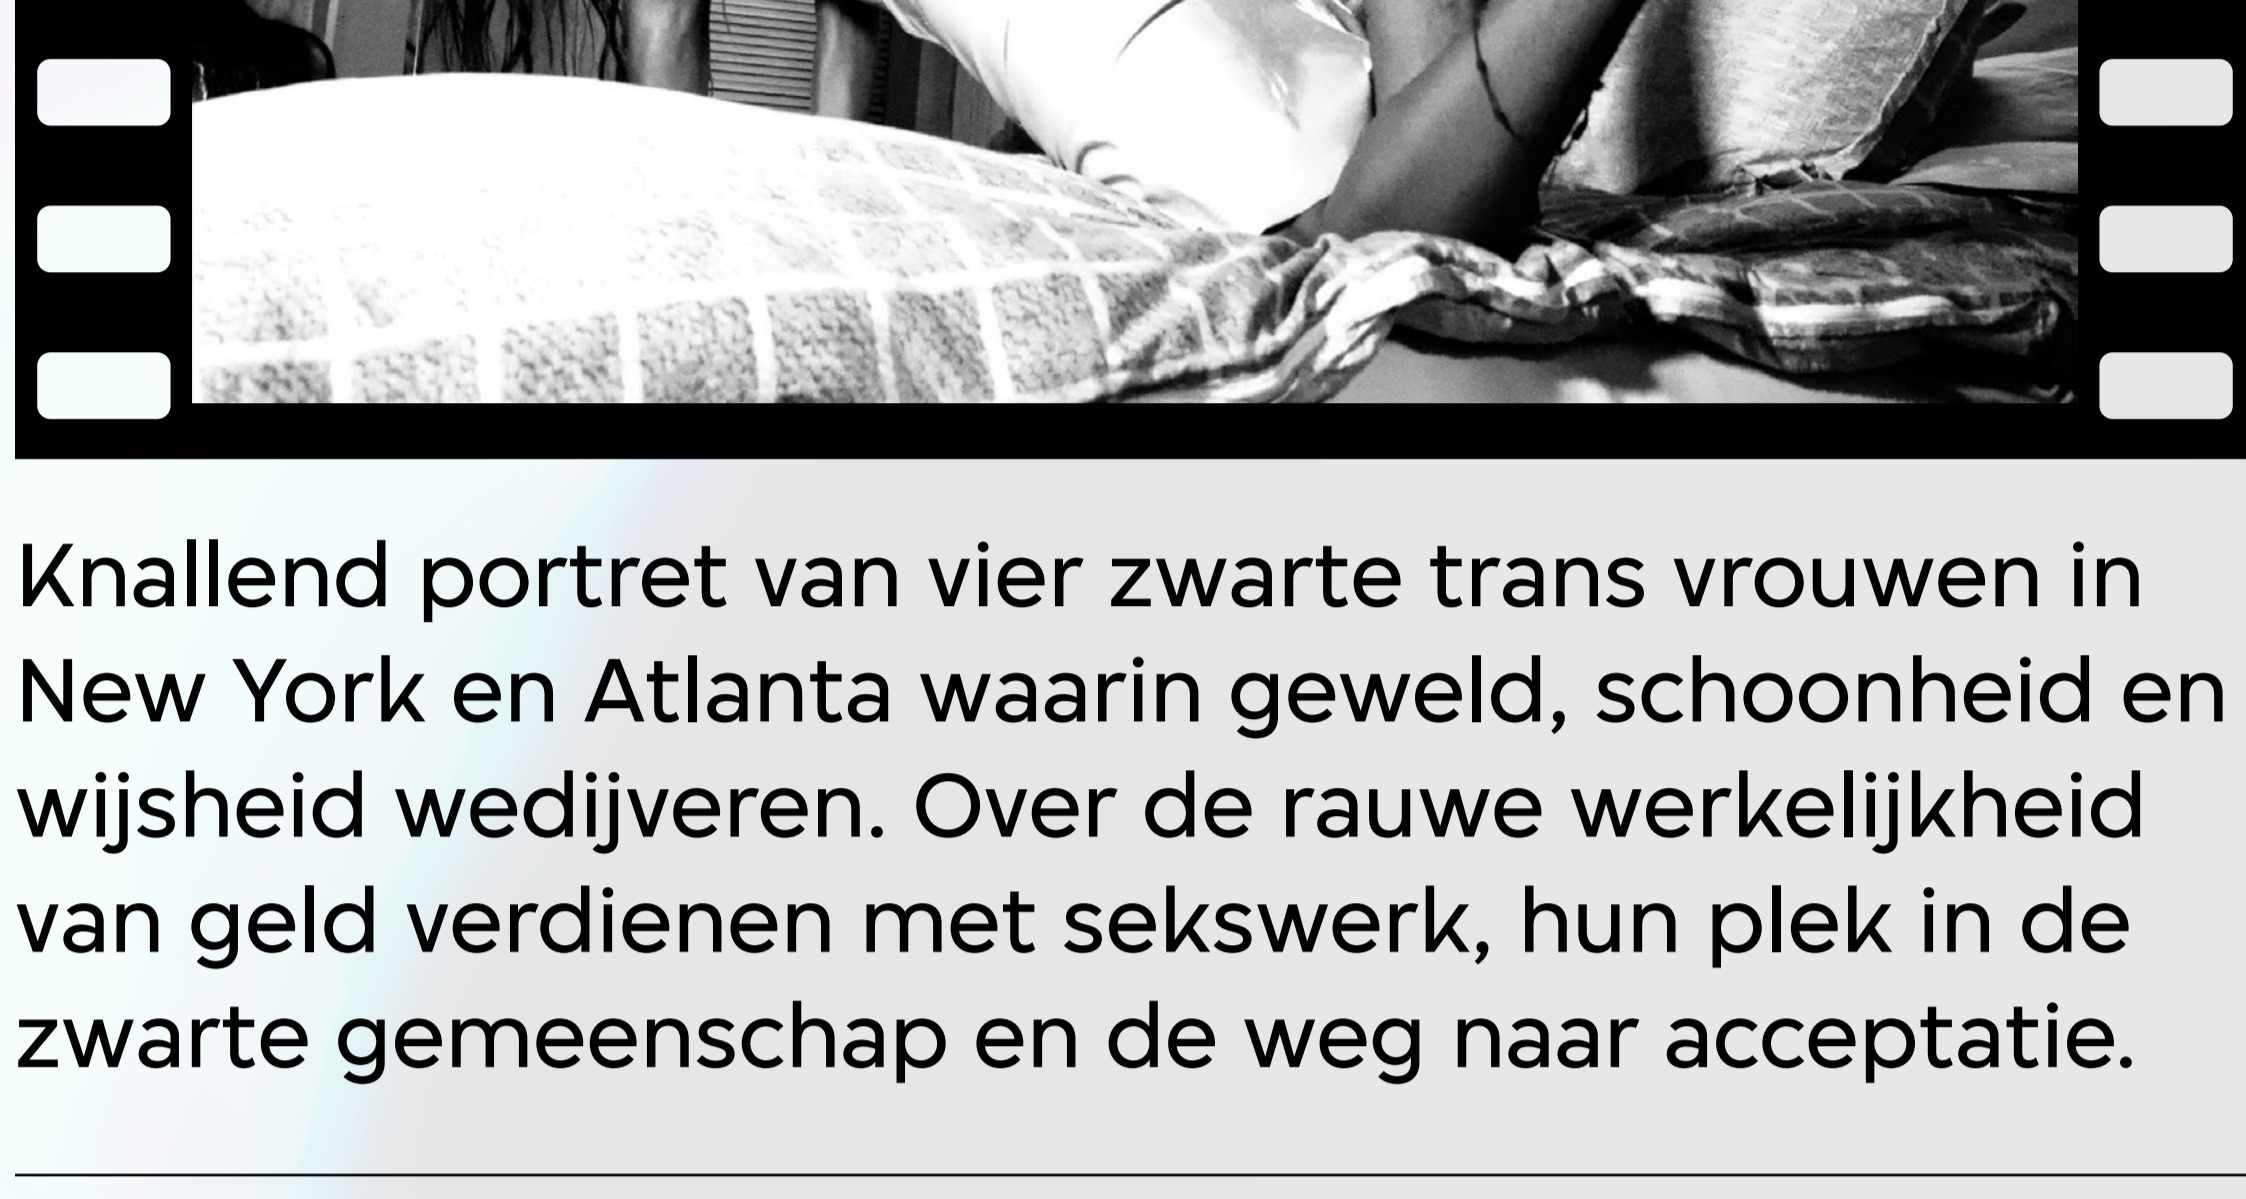 Knallend portret van vier zwarte trans vrouwen in
New York en Atlanta waarin geweld, schoonheid en
wijsheid wedijveren. Over de rauwe werkelijkheid
van geld verdienen met sekswerk, hun plek in de
zwarte gemeenschap en de weg naar acceptatie.